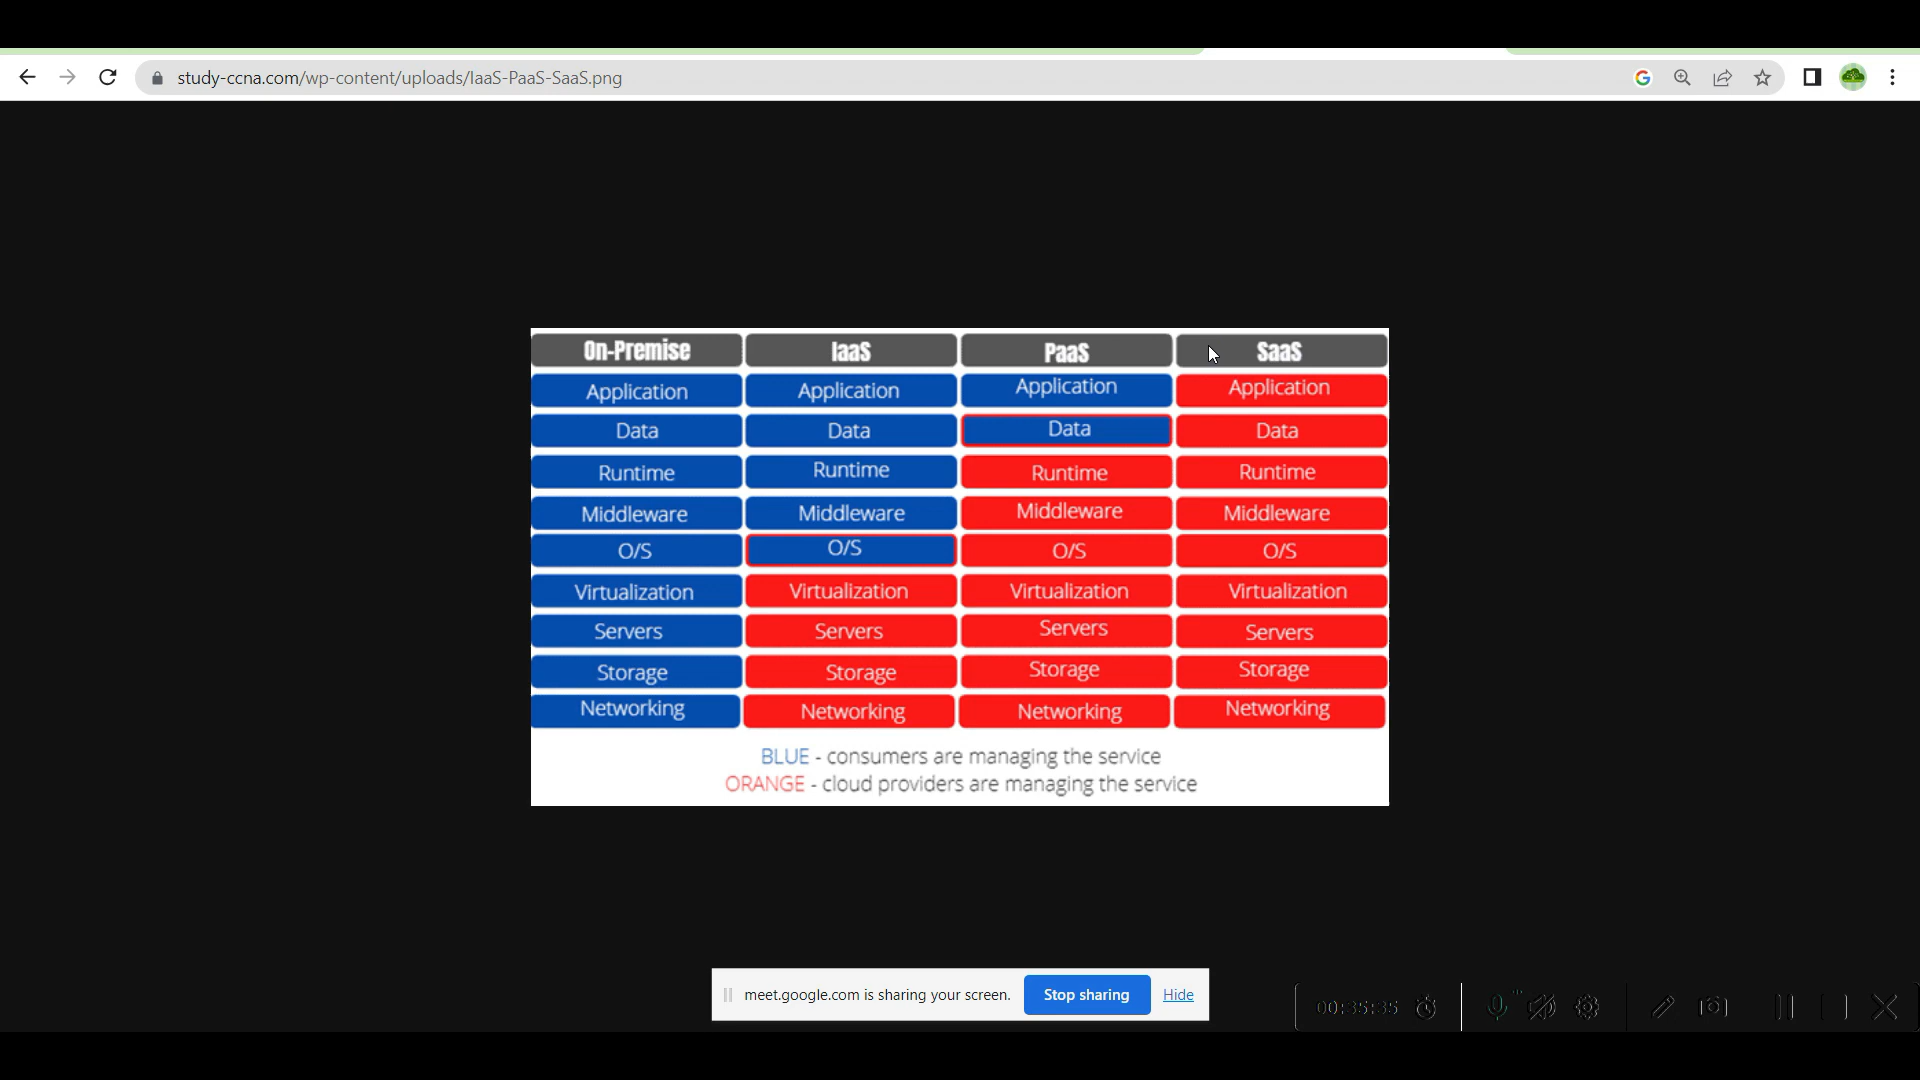 study-ccna.com/wp-content/uploads/IaaS-PaaS-SaaS.png
On-Premise IaaS PaaS SaaS
Application Application Application Application
Data Data Data Data
Runtime Runtime Runtime Runtime
Middleware Middleware Middleware Middleware
O/S O/S O/S O/S
Virtualization Virtualization Virtualization Virtualization
Servers Servers Servers Servers
Storage Storage Storage Storage
Networking Networking Networking Networking
BLUE - consumers are managing the service
ORANGE - cloud providers are managing the service
meet.google.com is sharing your screen. Stop sharing Hide
00:35:35